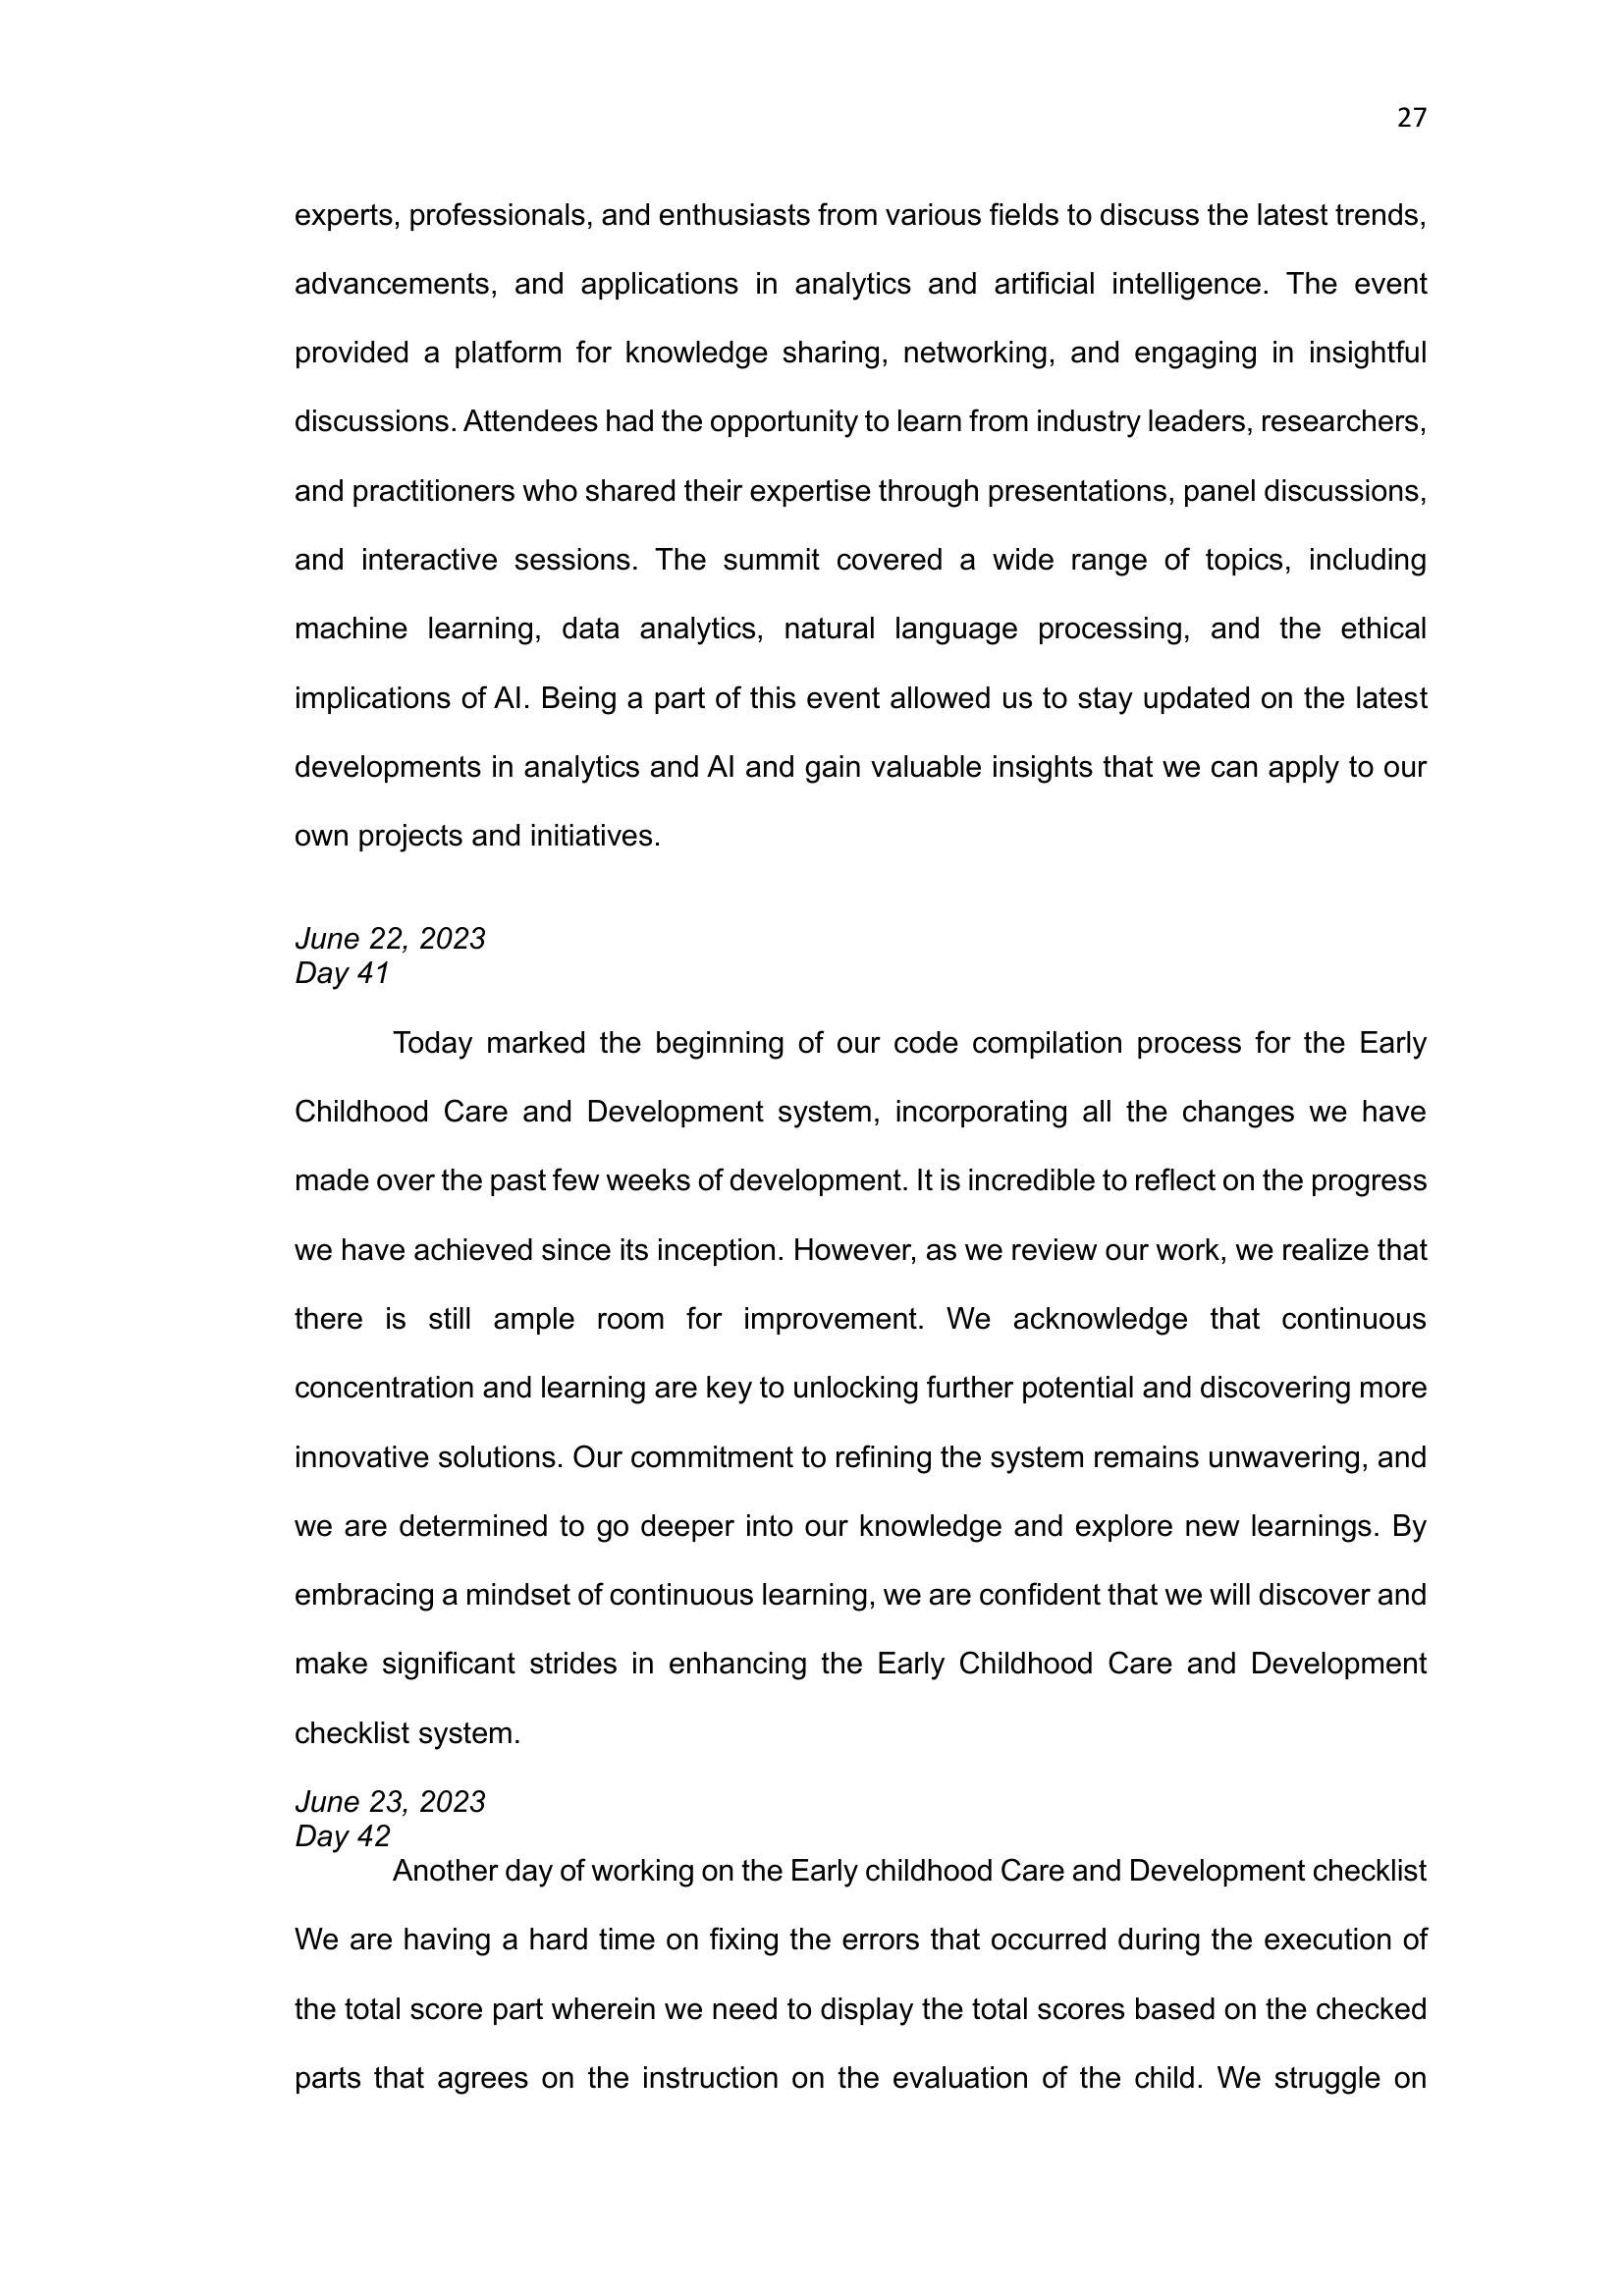 27
experts, professionals, and enthusiasts from various fields to discuss the latest trends,
advancements, and applications in analytics and artificial intelligence. The event
provided a platform for knowledge sharing, networking, and engaging in insightful
discussions. Attendees had the opportunity to learn from industry leaders, researchers,
and practitioners who shared their expertise through presentations, panel discussions,
and interactive sessions. The summit covered a wide range of topics, including
machine learning, data analytics, natural language processing, and the ethical
implications of AI. Being a part of this event allowed us to stay updated on the latest
developments in analytics and AI and gain valuable insights that we can apply to our
own projects and initiatives.
June 22, 2023
Day 41
Today marked the beginning of our code compilation process for the Early
Childhood Care and Development system, incorporating all the changes we have
made over the past few weeks of development. It is incredible to reflect on the progress
we have achieved since its inception. However, as we review our work, we realize that
there is still ample room for improvement. We acknowledge that continuous
concentration and learning are key to unlocking further potential and discovering more
innovative solutions. Our commitment to refining the system remains unwavering, and
we are determined to go deeper into our knowledge and explore new learnings. By
embracing a mindset of continuous learning, we are confident that we will discover and
make significant strides in enhancing the Early Childhood Care and Development
checklist system.
June 23, 2023
Day 42
Another day of working on the Early childhood Care and Development checklist
We are having a hard time on fixing the errors that occurred during the execution of
the total score part wherein we need to display the total scores based on the checked
parts that agrees on the instruction on the evaluation of the child. We struggle on